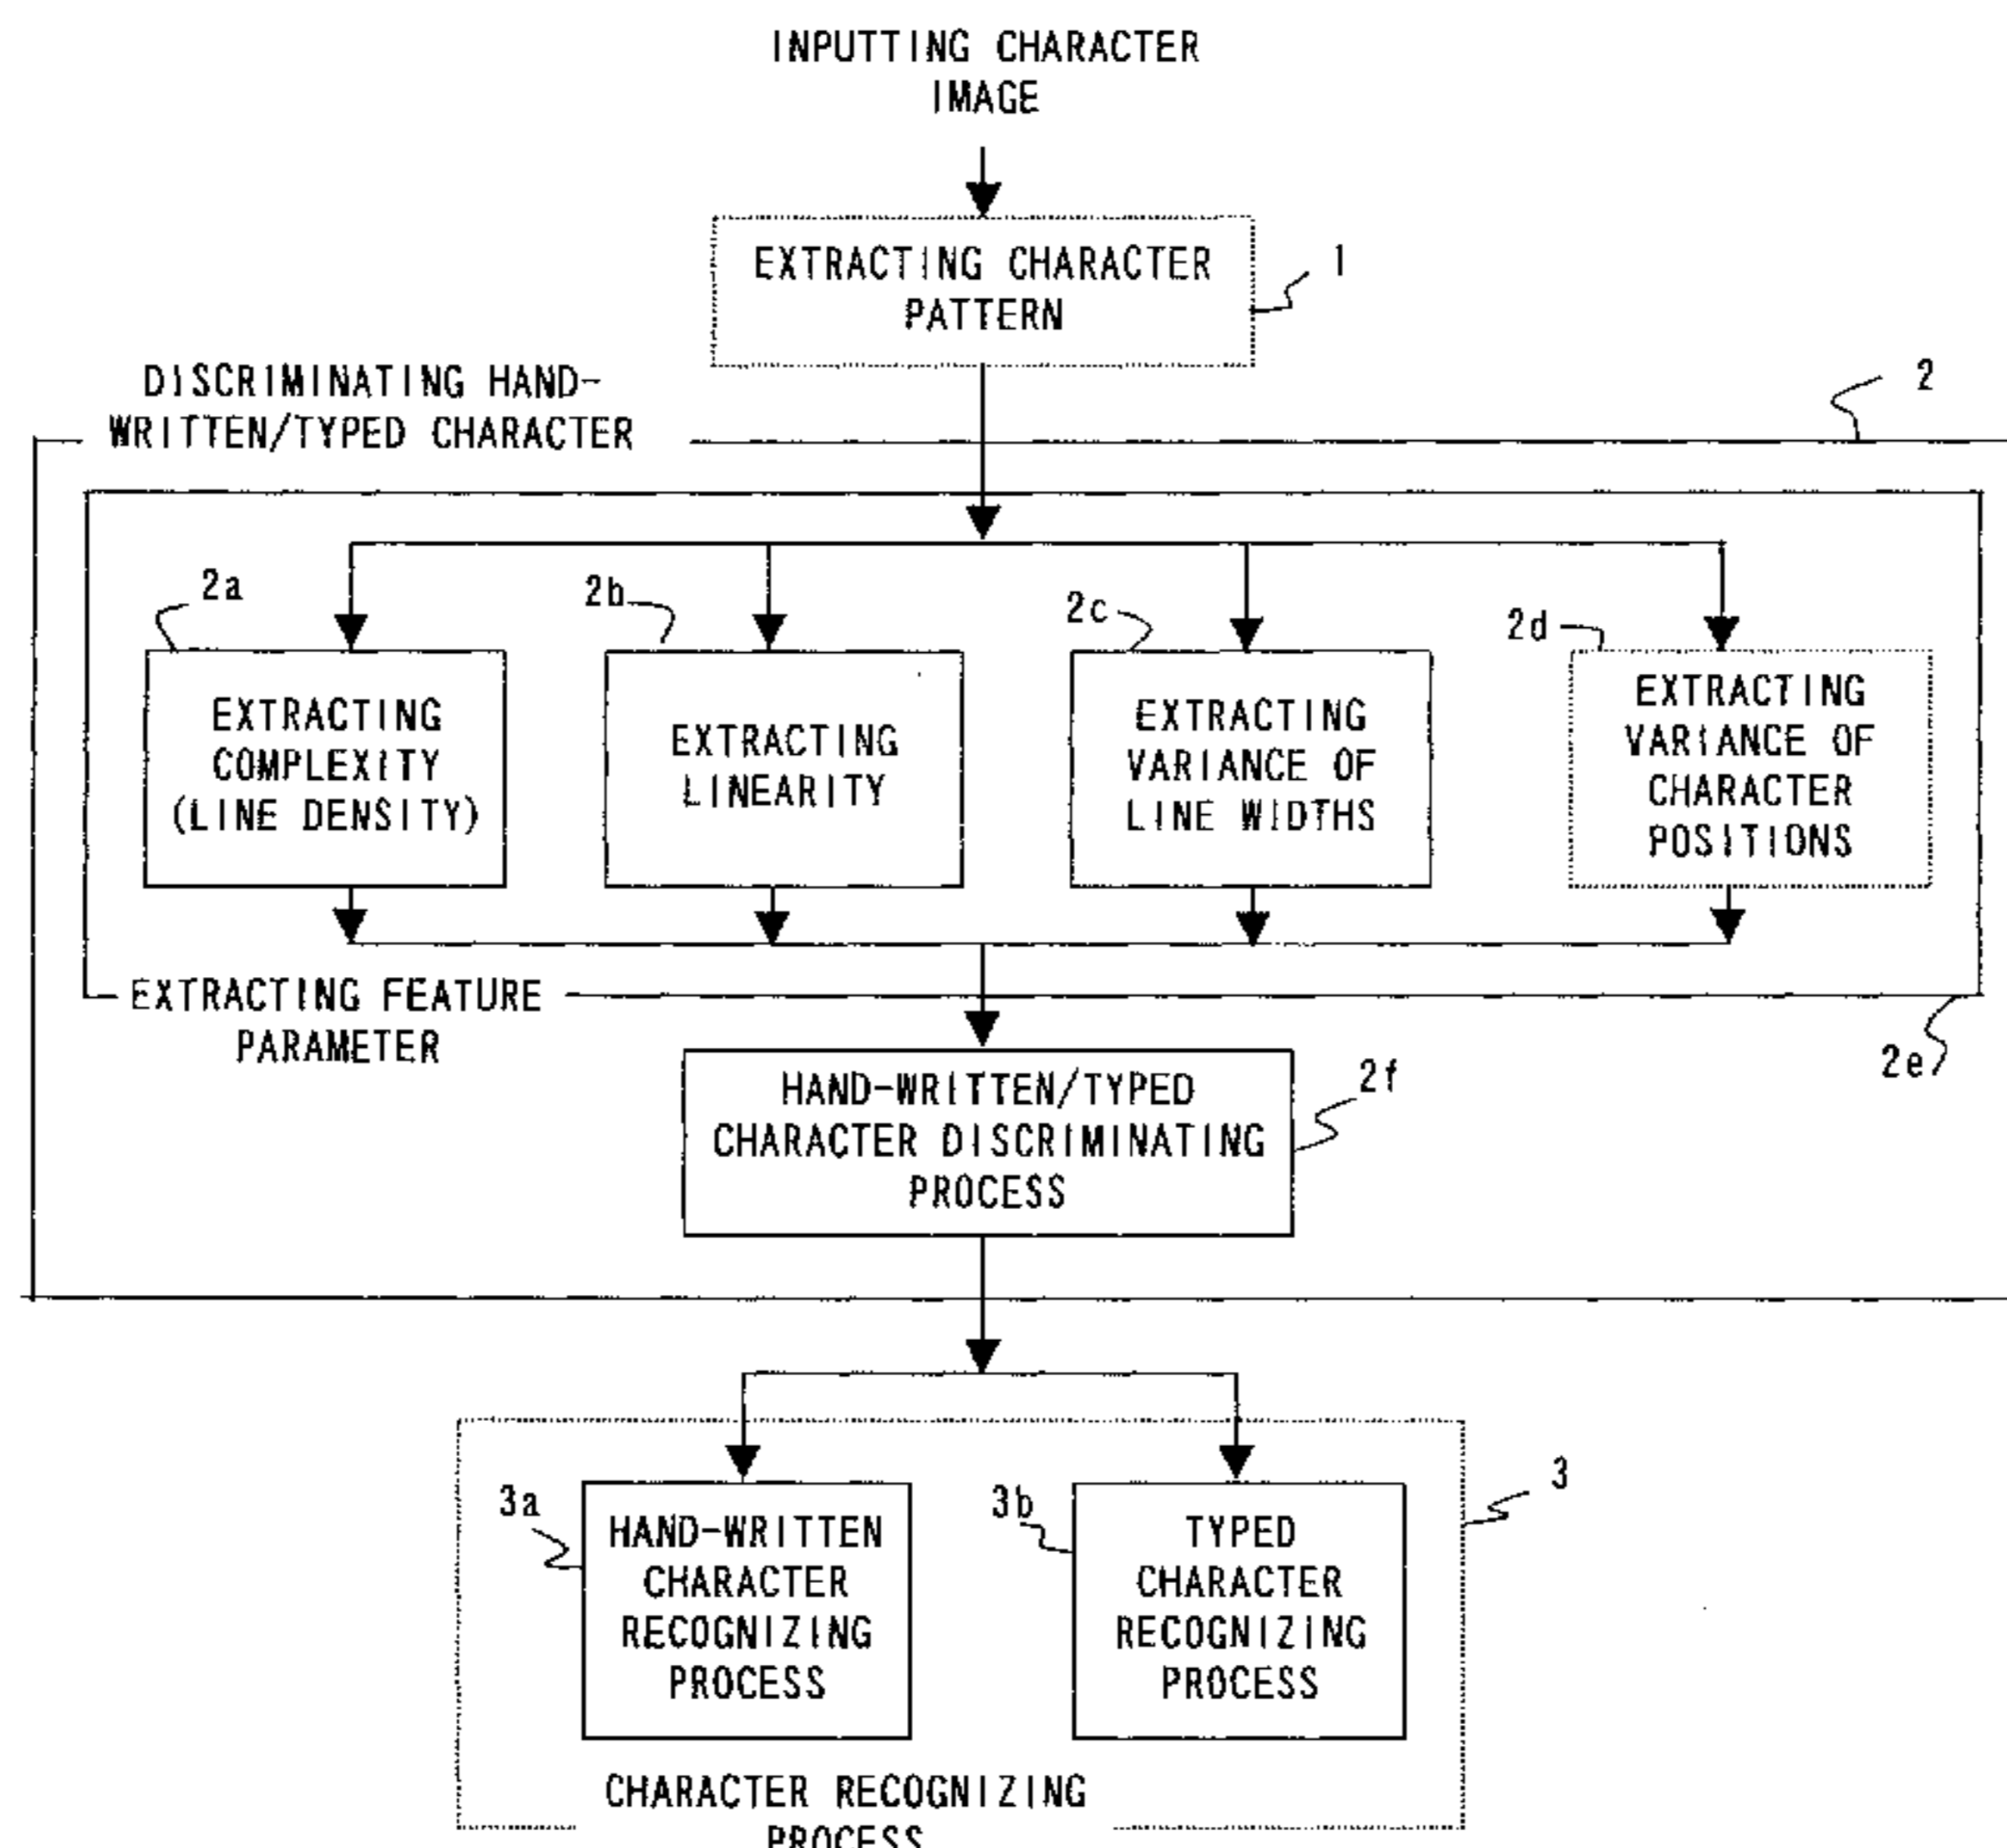 INPUTTING CHARACTER
IMAGE
EXTRACTING CHARACTER
PATTERN
1
DISCRIMINATING HAND-
WRITTEN/TYPED CHARACTER
2
2a
2b
2c
2d
EXTRACTING
COMPLEXITY
(LINE DENSITY)
EXTRACTING
LINEARITY
EXTRACTING
VARIANCE OF
LINE WIDTHS
EXTRACTING
VARIANCE OF
CHARACTER
POSITIONS
EXTRACTING FEATURE
PARAMETER
2e
HAND-WRITTEN/TYPED
CHARACTER DISCRIMINATING
PROCESS
2f
3a
HAND-WRITTEN
CHARACTER
RECOGNIZING
PROCESS
3b
TYPED
CHARACTER
RECOGNIZING
PROCESS
3
CHARACTER RECOGNIZING
PROCESS